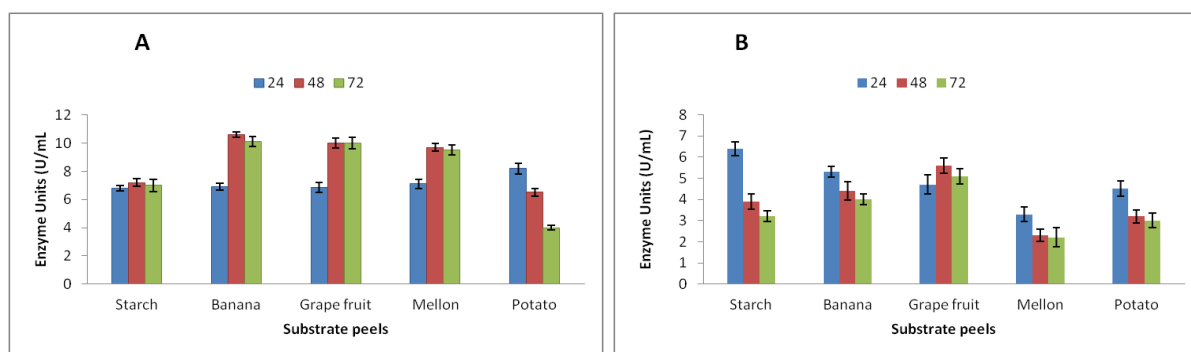 A
24 48 72
Enzyme Units (U/mL
12
10
8
6
4
2
0
Starch Banana Grape fruit Mellon Potato
Substrate peels
B
24 48 72
Enzyme Units (U/mL)
8
7
6
5
4
3
2
1
0
Starch Banana Grape fruit Mellon Potato
Substrate peels